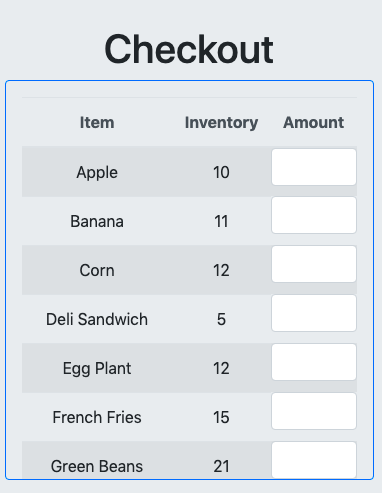 Checkout
Item Inventory Amount
Apple 10
Banana 11
Corn 12
Deli Sandwich 5
Egg Plant 12
French Fries 15
Green Beans 21